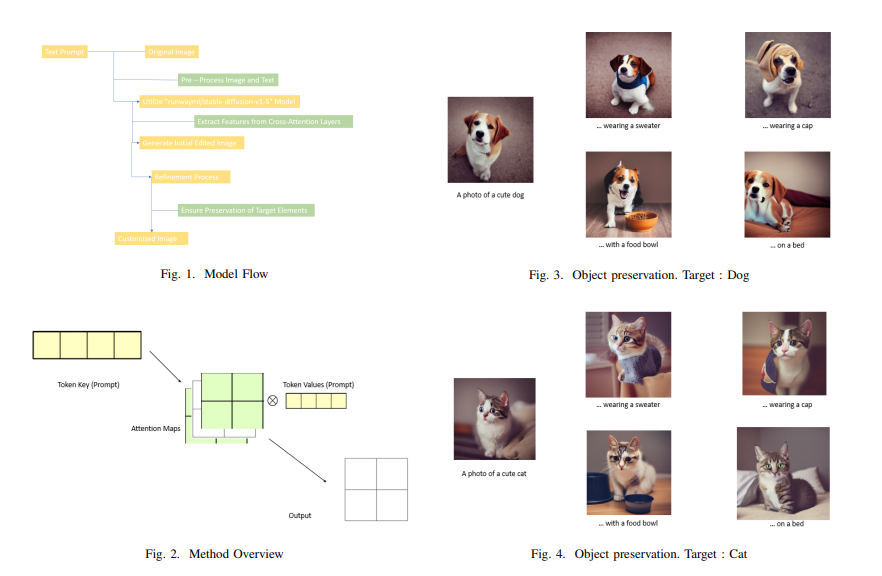 Text Prompt
Original Image
Pre – Process Image and Text
Utilize "runwayml/stable-diffusion-v1-5" Model
Extract Features from Cross-Attention Layers
Generate Initial Edited Image
Refinement Process
Ensure Preservation of Target Elements
Customized Image
Fig. 1. Model Flow
Token Key (Prompt)
Token Values (Prompt)
Attention Maps
Output
Fig. 2. Method Overview
A photo of a cute dog
... wearing a sweater
... wearing a cap
... with a food bowl
... on a bed
Fig. 3. Object preservation. Target : Dog
A photo of a cute cat
... wearing a sweater
... wearing a cap
... with a food bowl
... on a bed
Fig. 4. Object preservation. Target : Cat